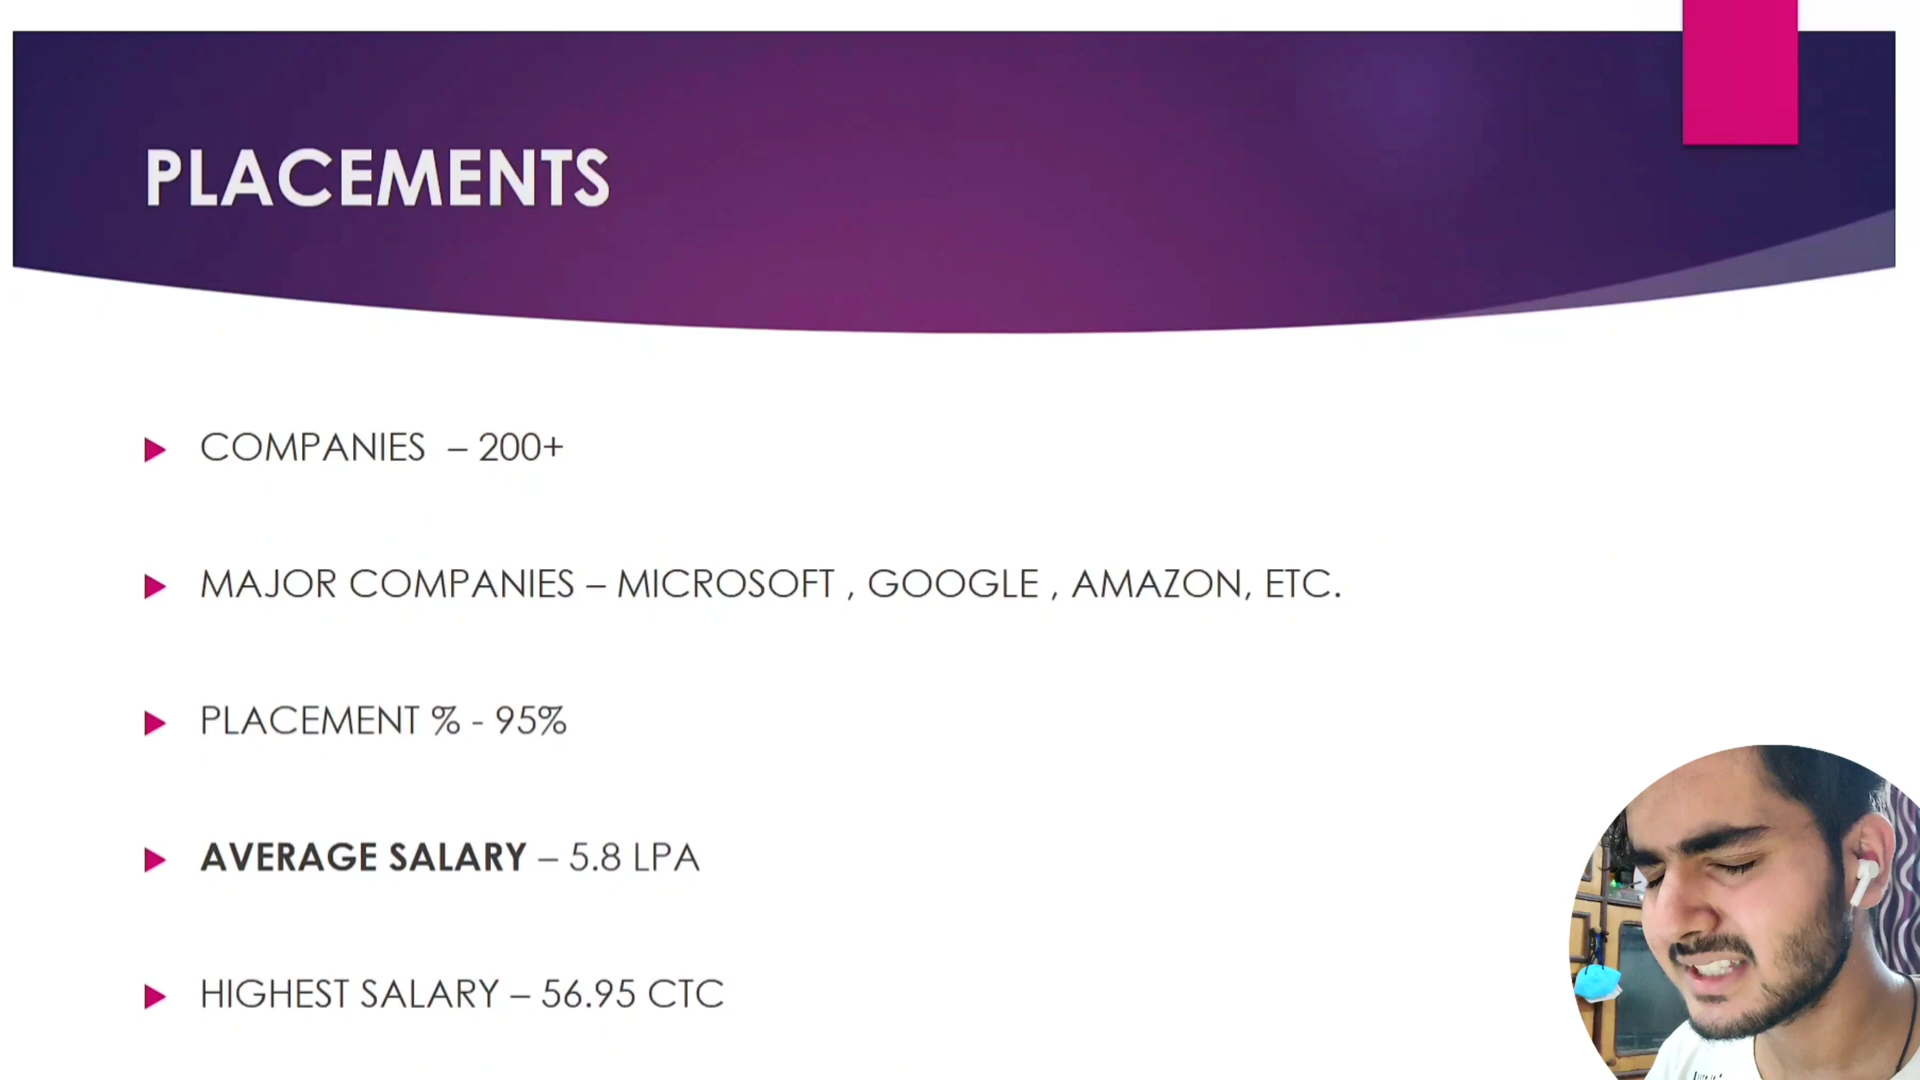 PLACEMENTS
COMPANIES – 200+
MAJOR COMPANIES – MICROSOFT , GOOGLE , AMAZON, ETC.
PLACEMENT % - 95%
AVERAGE SALARY – 5.8 LPA
HIGHEST SALARY – 56.95 CTC